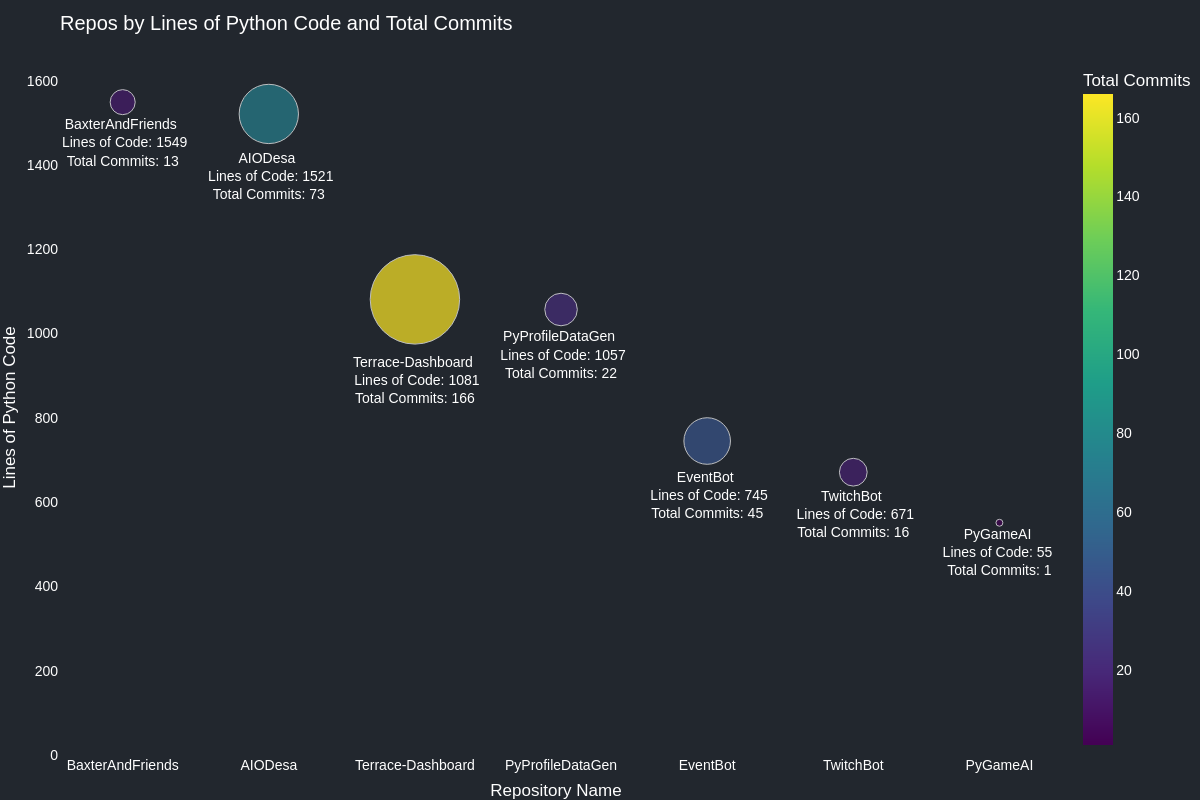 Repos by Lines of Python Code and Total Commits
Total Commits
1600
1400
1200
1000
800
600
400
200
0
Lines of Python Code
BaxterAndFriends
Lines of Code: 1549
Total Commits: 13
AIODesa
Lines of Code: 1521
Total Commits: 73
Terrace-Dashboard
Lines of Code: 1081
Total Commits: 166
PyProfileDataGen
Lines of Code: 1057
Total Commits: 22
EventBot
Lines of Code: 745
Total Commits: 45
TwitchBot
Lines of Code: 671
Total Commits: 16
PyGameAI
Lines of Code: 55
Total Commits: 1
160
140
120
100
80
60
40
20
BaxterAndFriends
AIODesa
Terrace-Dashboard
PyProfileDataGen
EventBot
TwitchBot
PyGameAI
Repository Name